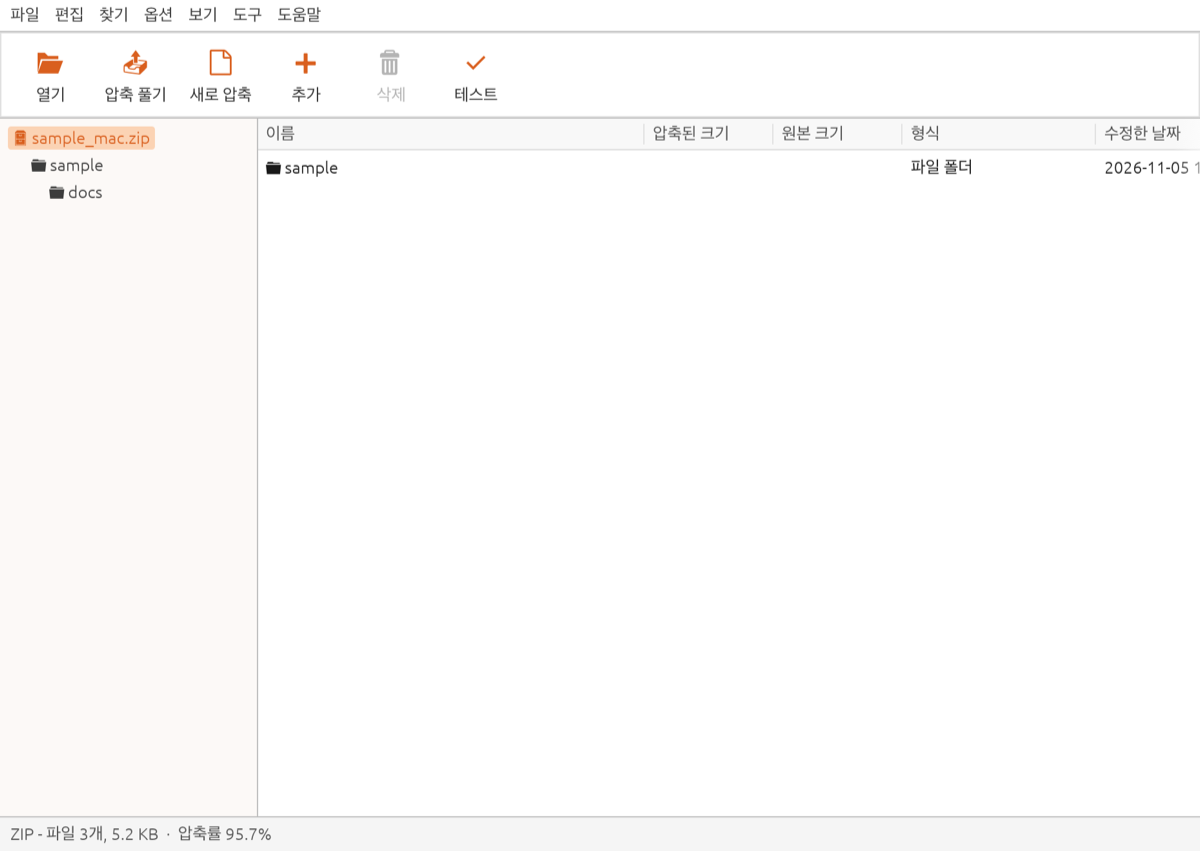 파일 편집 찾기 옵션 보기 도구 도움말
열기 압축 풀기 새로 압축 추가 삭제 테스트
sample_mac.zip
sample
docs
이름 압축된 크기 원본 크기 형식 수정한 날짜
sample 파일 폴더 2026-11-05 1
ZIP - 파일 3개, 5.2 KB · 압축률 95.7%